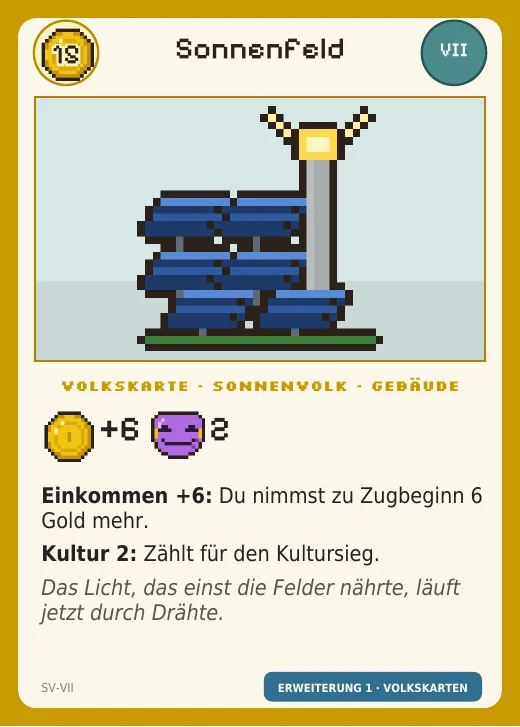 18
Sonnenfeld
VII
VOLKSKARTE - SONNENVOLK - GEBÄUDE
+6 2
Einkommen +6: Du nimmst zu Zugbeginn 6
Gold mehr.
Kultur 2: Zählt für den Kultursieg.
Das Licht, das einst die Felder nährte, läuft
jetzt durch Drähte.
SV-VII
ERWEITERUNG 1 · VOLKSKARTEN